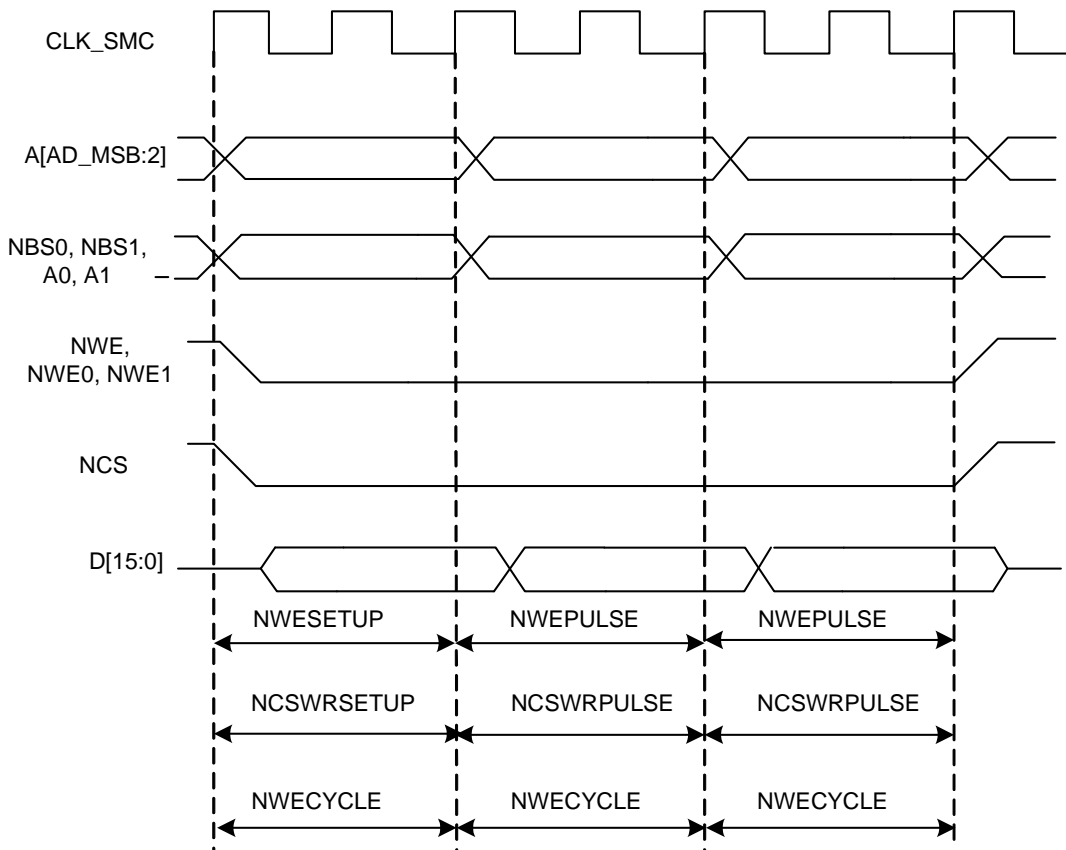 CLK_SMC
A[AD_MSB:2]
NBS0, NBS1,
A0, A1
NWE,
NWE0, NWE1
NCS
D[15:0]
NWESETUP NWEPULSE NWEPULSE
NCSWRSETUP NCSWRPULSE NCSWRPULSE
NWECYCLE NWECYCLE NWECYCLE